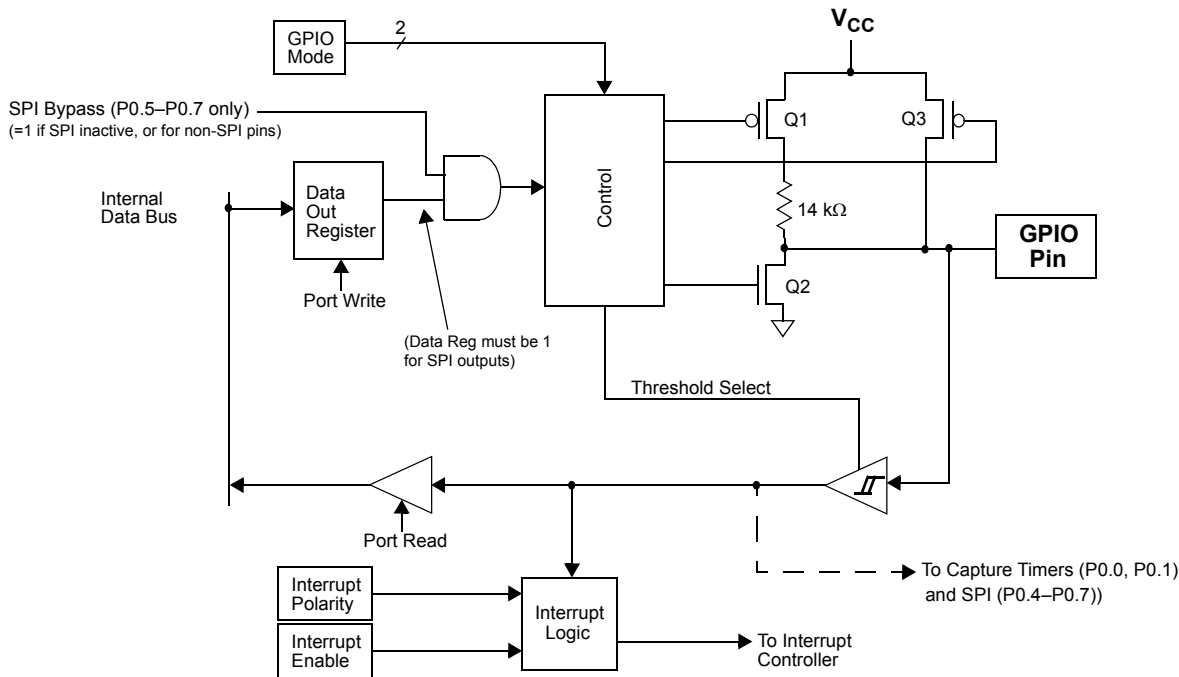 VCC
2
GPIO
Mode
SPI Bypass (P0.5–P0.7 only)
(=1 if SPI inactive, or for non-SPI pins)
Q1
Q3
Control
Internal
Data Bus
Data
Out
Register
14 kΩ
GPIO
Pin
Q2
Port Write
(Data Reg must be 1
for SPI outputs)
Threshold Select
Port Read
To Capture Timers (P0.0, P0.1)
and SPI (P0.4–P0.7))
Interrupt
Polarity
Interrupt
Logic
Interrupt
Enable
To Interrupt
Controller